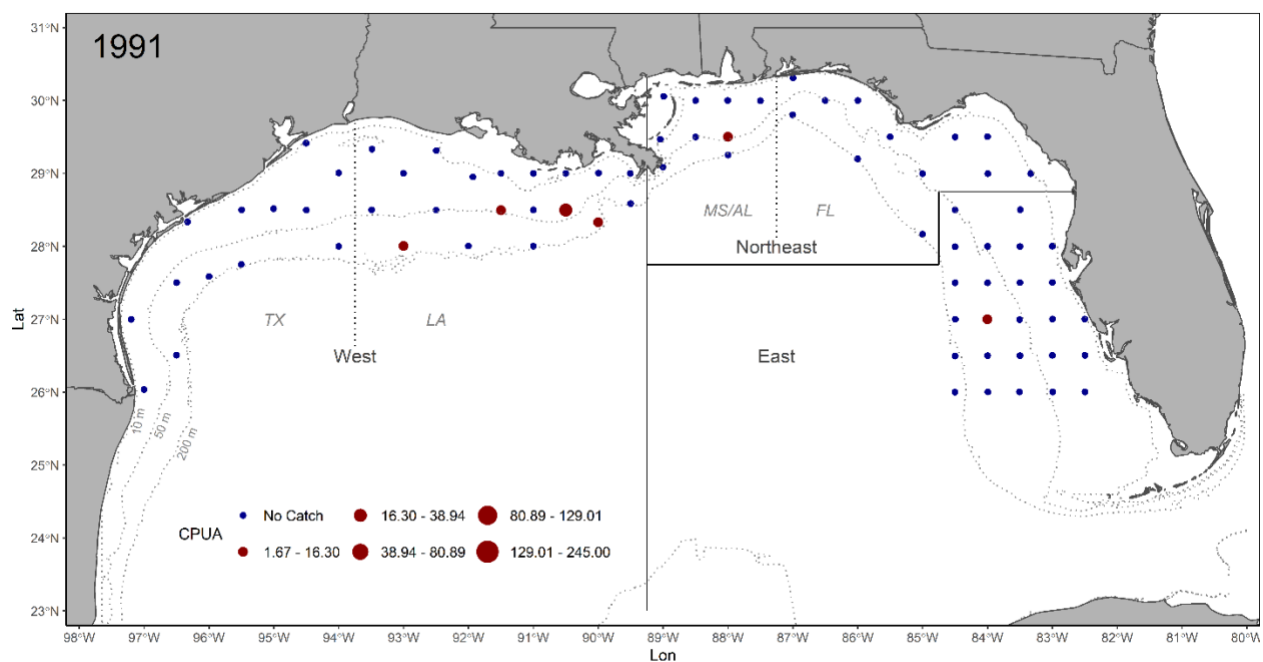 1991
31°N
30°N
29°N
28°N
27°N
26°N
25°N
24°N
23°N
Lat
MS/AL
FL
Northeast
TX
LA
West
East
10 m
50 m
200 m
CPUA
No Catch
16.30 - 38.94
80.89 - 129.01
1.67 - 16.30
38.94 - 80.89
129.01 - 245.00
98°W 97°W 96°W 95°W 94°W 93°W 92°W 91°W 90°W 89°W 88°W 87°W 86°W 85°W 84°W 83°W 82°W 81°W 80°W
Lon